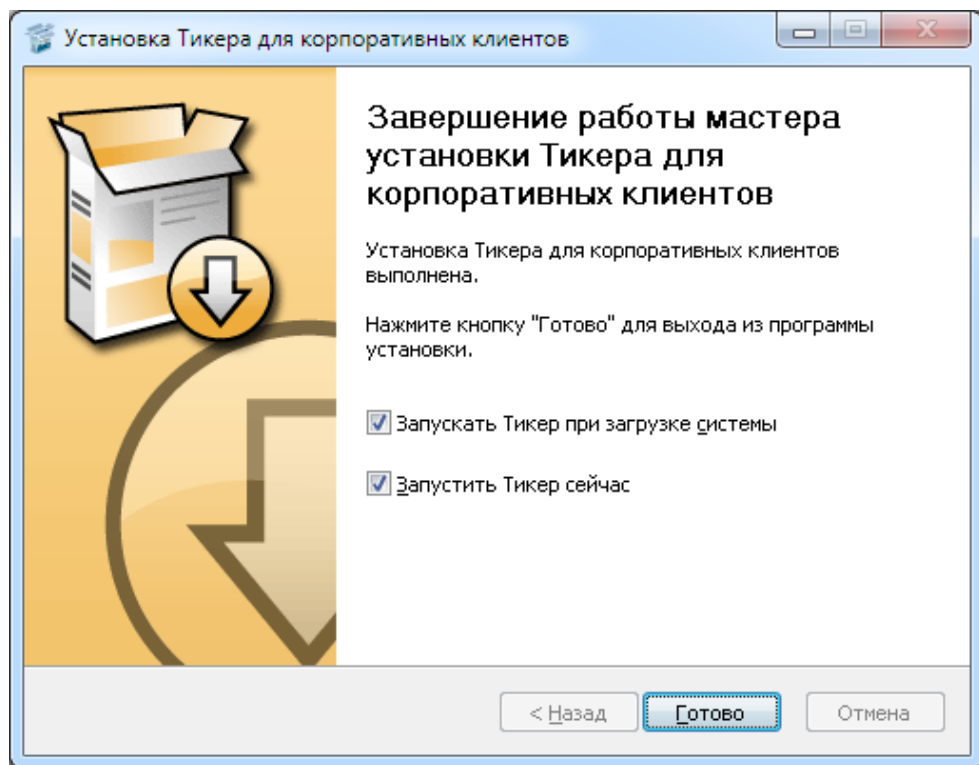 Установка Тикера для корпоративных клиентов
Завершение работы мастера
установки Тикера для
корпоративных клиентов
Установка Тикера для корпоративных клиентов
выполнена.
Нажмите кнопку "Готово" для выхода из программы
установки.
Запускать Тикер при загрузке системы
Запустить Тикер сейчас
< Назад
Готово
Отмена